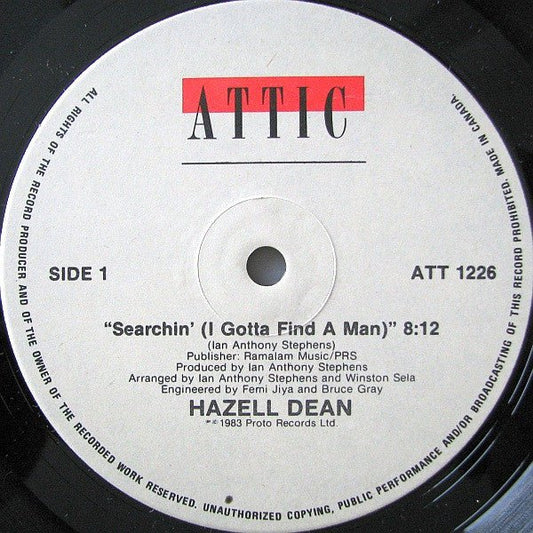 ATTIC
SIDE 1
ATT 1226
"Searchin' (I Gotta Find A Man)" 8:12
(Ian Anthony Stephens)
Publisher: Ramalam Music/PRS
Produced by Ian Anthony Stephens
Arranged by Ian Anthony Stephens and Winston Sela
Engineered by Femi Jiya and Bruce Gray
HAZELL DEAN
℗© 1983 Proto Records Ltd.
ALL RIGHTS OF THE RECORD PRODUCER AND OF THE OWNER OF THE RECORDED WORK RESERVED. UNAUTHORIZED COPYING, PUBLIC PERFORMANCE AND/OR BROADCASTING OF THIS RECORD PROHIBITED. MADE IN CANADA.